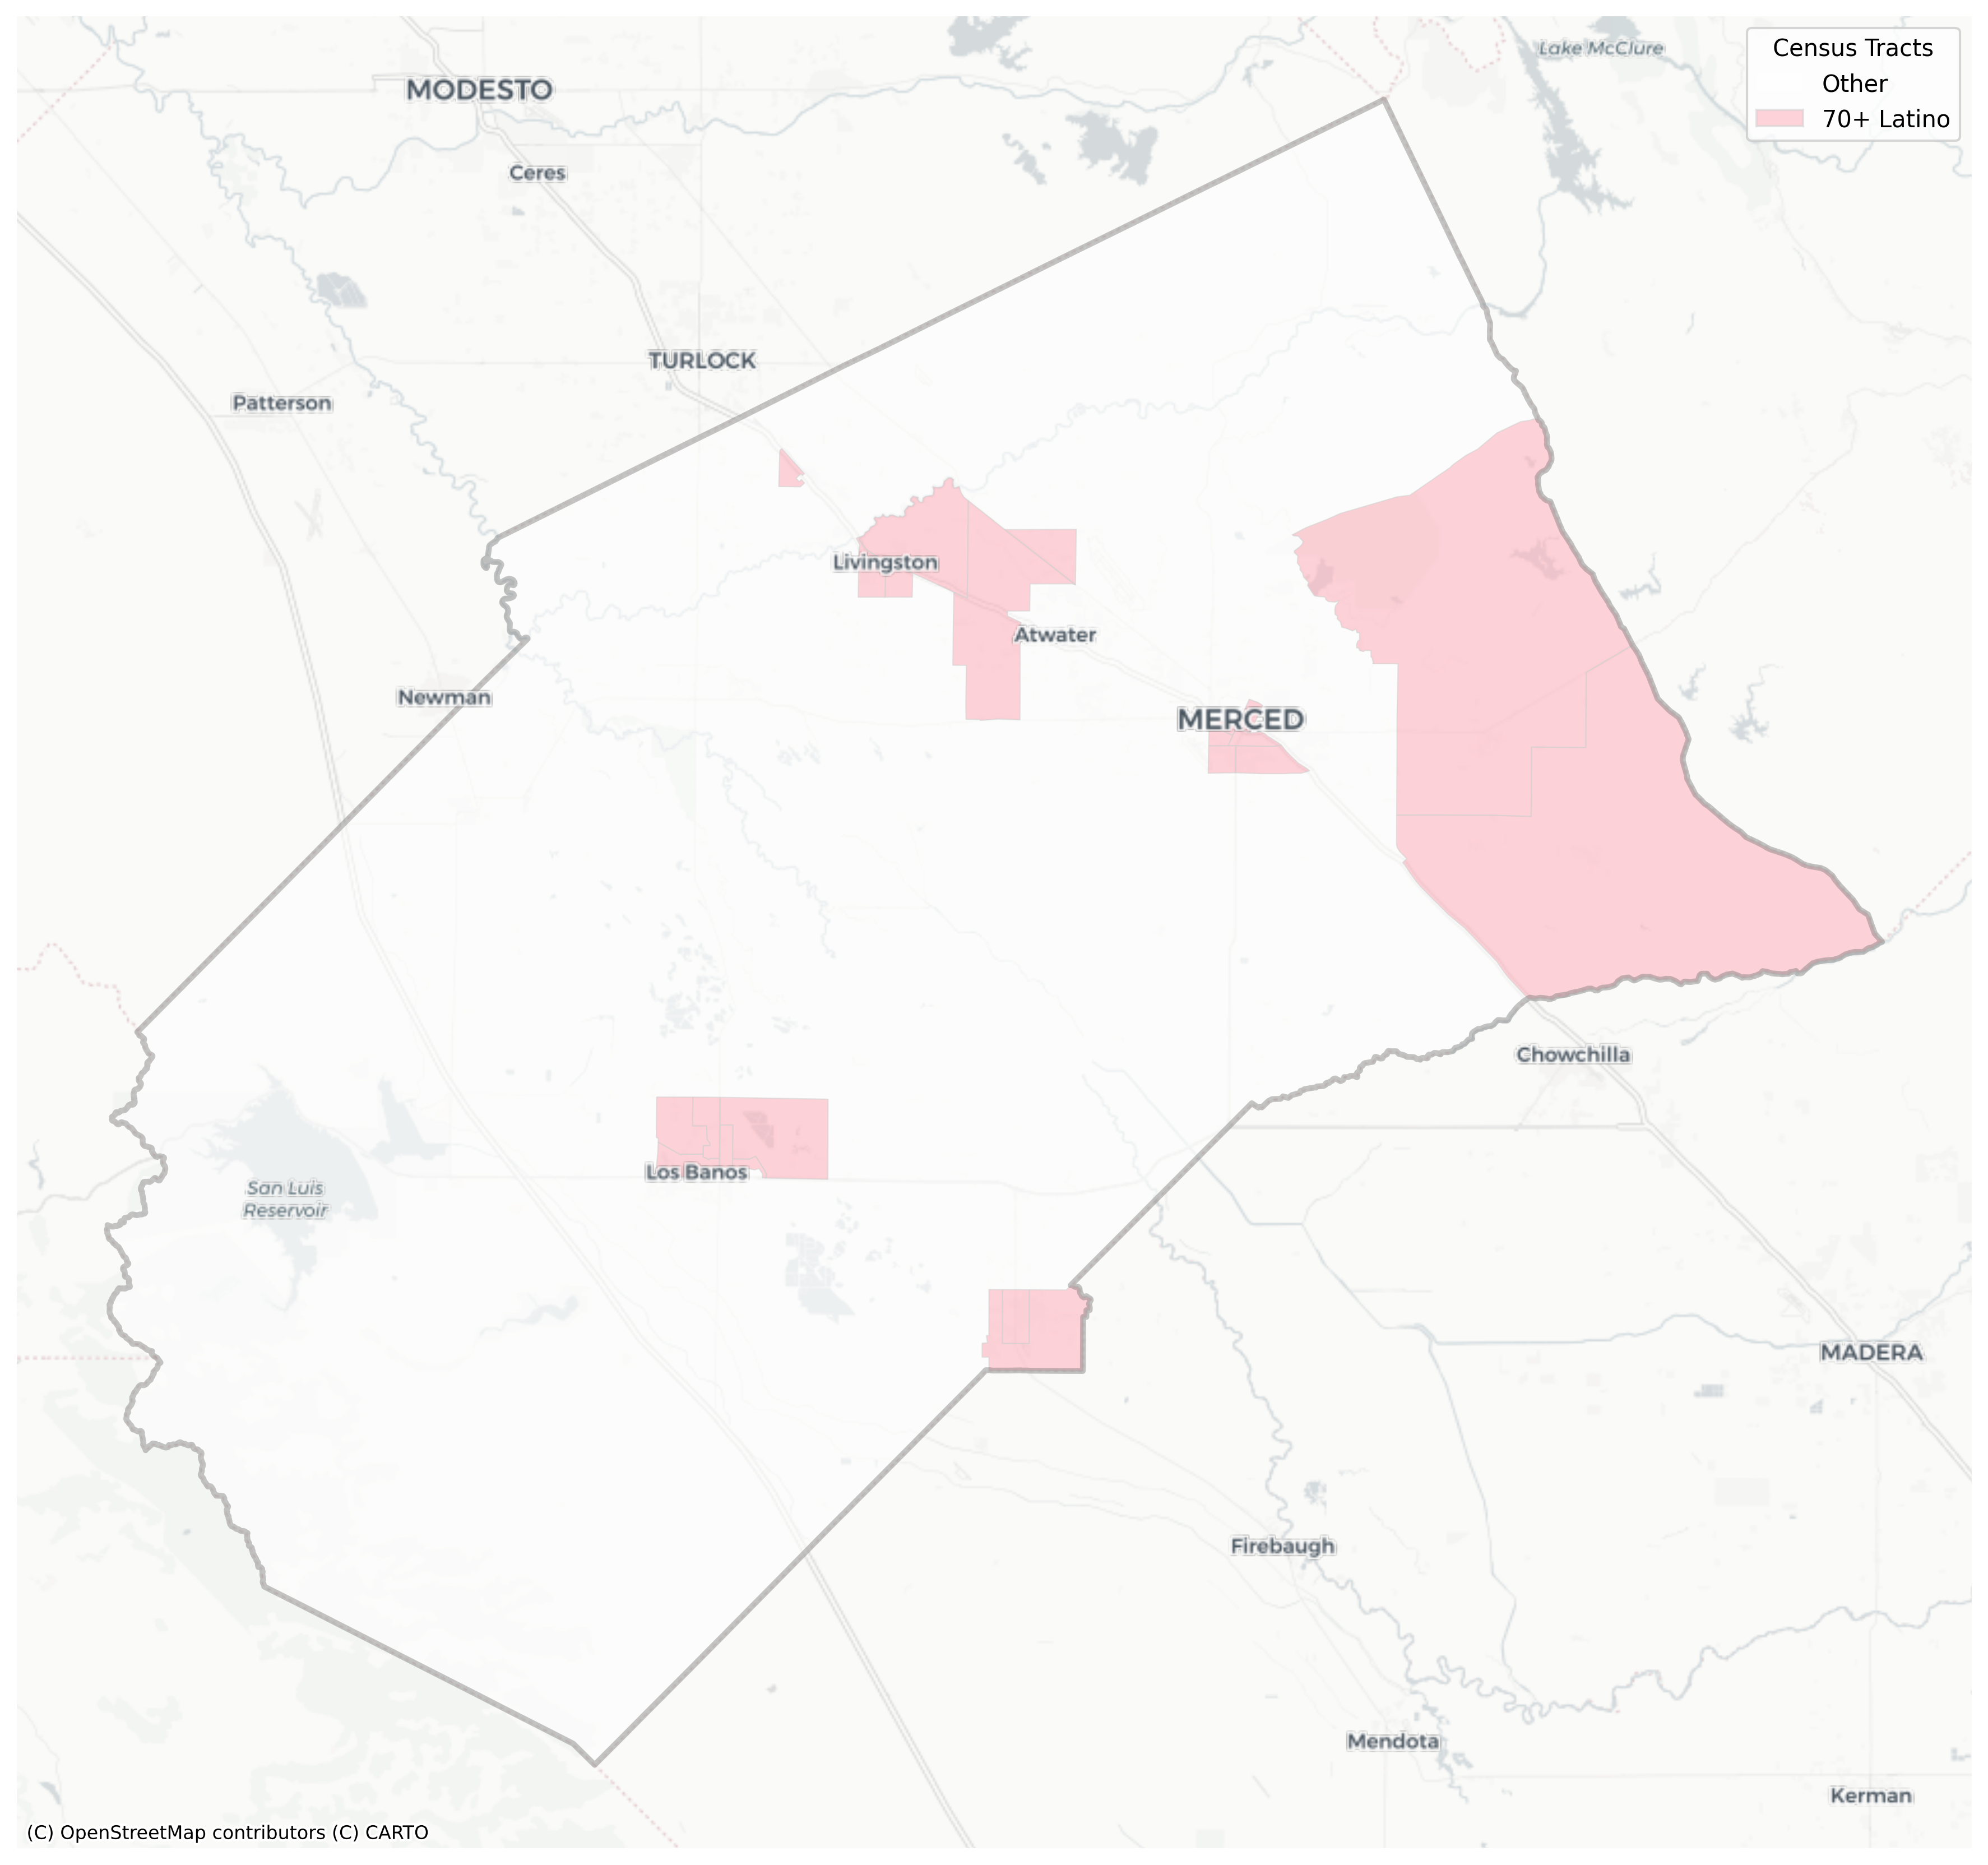 Lake McClure
Census Tracts
Other
70+ Latino
MODESTO
Ceres
TURLOCK
Patterson
Livingston
Atwater
Newman
MERCED
Chowchilla
Los Banos
San Luis
Reservoir
MADERA
Firebaugh
Mendota
Kerman
(C) OpenStreetMap contributors (C) CARTO